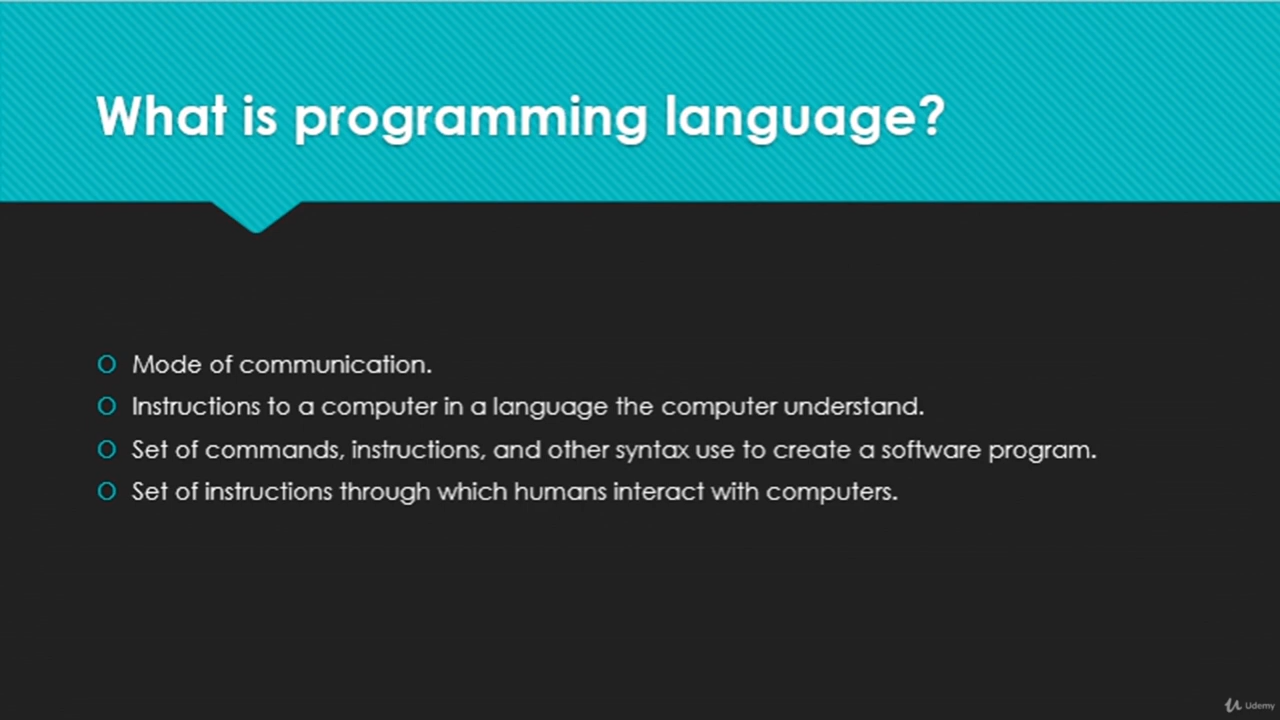 What is programming language?
Mode of communication.
Instructions to a computer in a language the computer understand.
Set of commands, instructions, and other syntax use to create a software program.
Set of instructions through which humans interact with computers.
Udemy